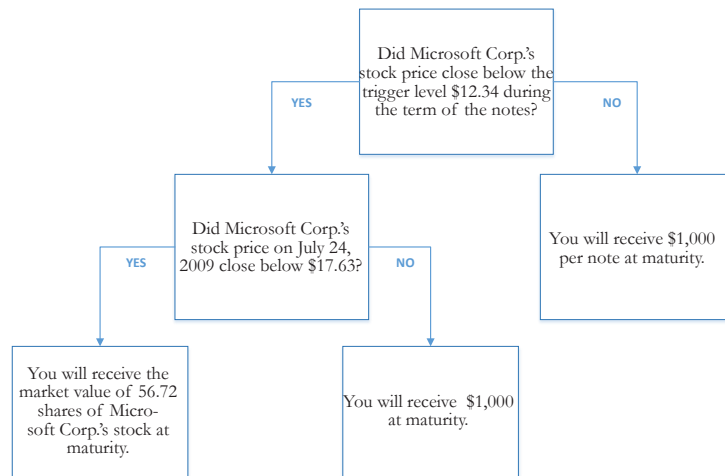 Did Microsoft Corp.'s
stock price close below the
trigger level $12.34 during
the term of the notes?
YES
NO
Did Microsoft Corp.'s
stock price on July 24,
2009 close below $17.63?
You will receive $1,000
per note at maturity.
YES
NO
You will receive the
market value of 56.72
shares of Micro-
soft Corp.'s stock at
maturity.
You will receive $1,000
at maturity.